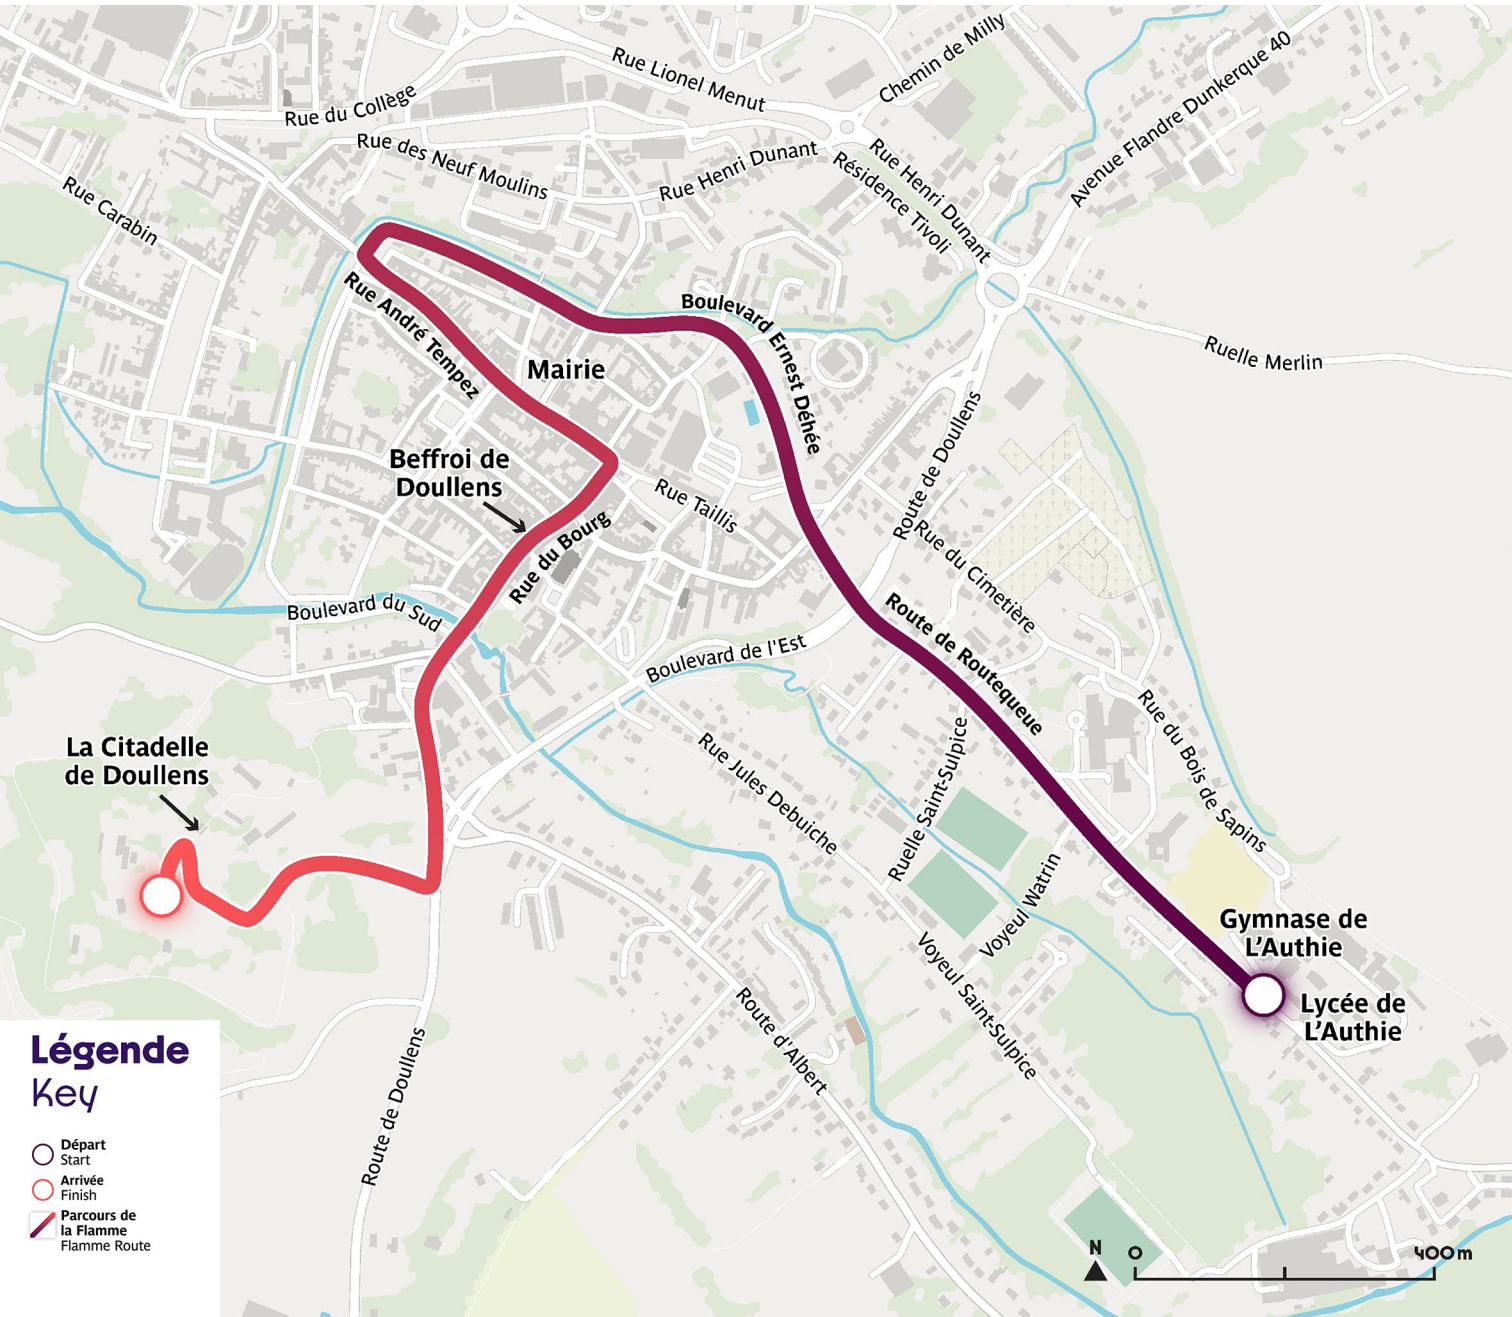 Rue Lionel Menut
Chemin de Milly
Avenue Flandre Dunkerque 40
Rue du Collège
Rue des Neuf Moulins
Rue Henri Dunant
Rue Henri Dunant
Résidence Tivoli
Rue Carabin
Rue André Tempez
Boulevard Ernest Déhée
Ruelle Merlin
Mairie
Route de Doullens
Beffroi de
Doullens
Rue Taillis
Rue du Bourg
Rue du Cimetière
Boulevard du Sud
Route de Routequeue
Boulevard de l'Est
Rue du Bois de Sapins
La Citadelle
de Doullens
Rue Jules Debuiche
Ruelle Saint-Sulpice
Voyeul Watrin
Gymnase de
L'Authie
Voyeul Saint-Sulpice
Lycée de
L'Authie
Route d'Albert
Route de Doullens
Légende
Key
Départ
Start
Arrivée
Finish
Parcours de
la Flamme
Flamme Route
N 0 400m